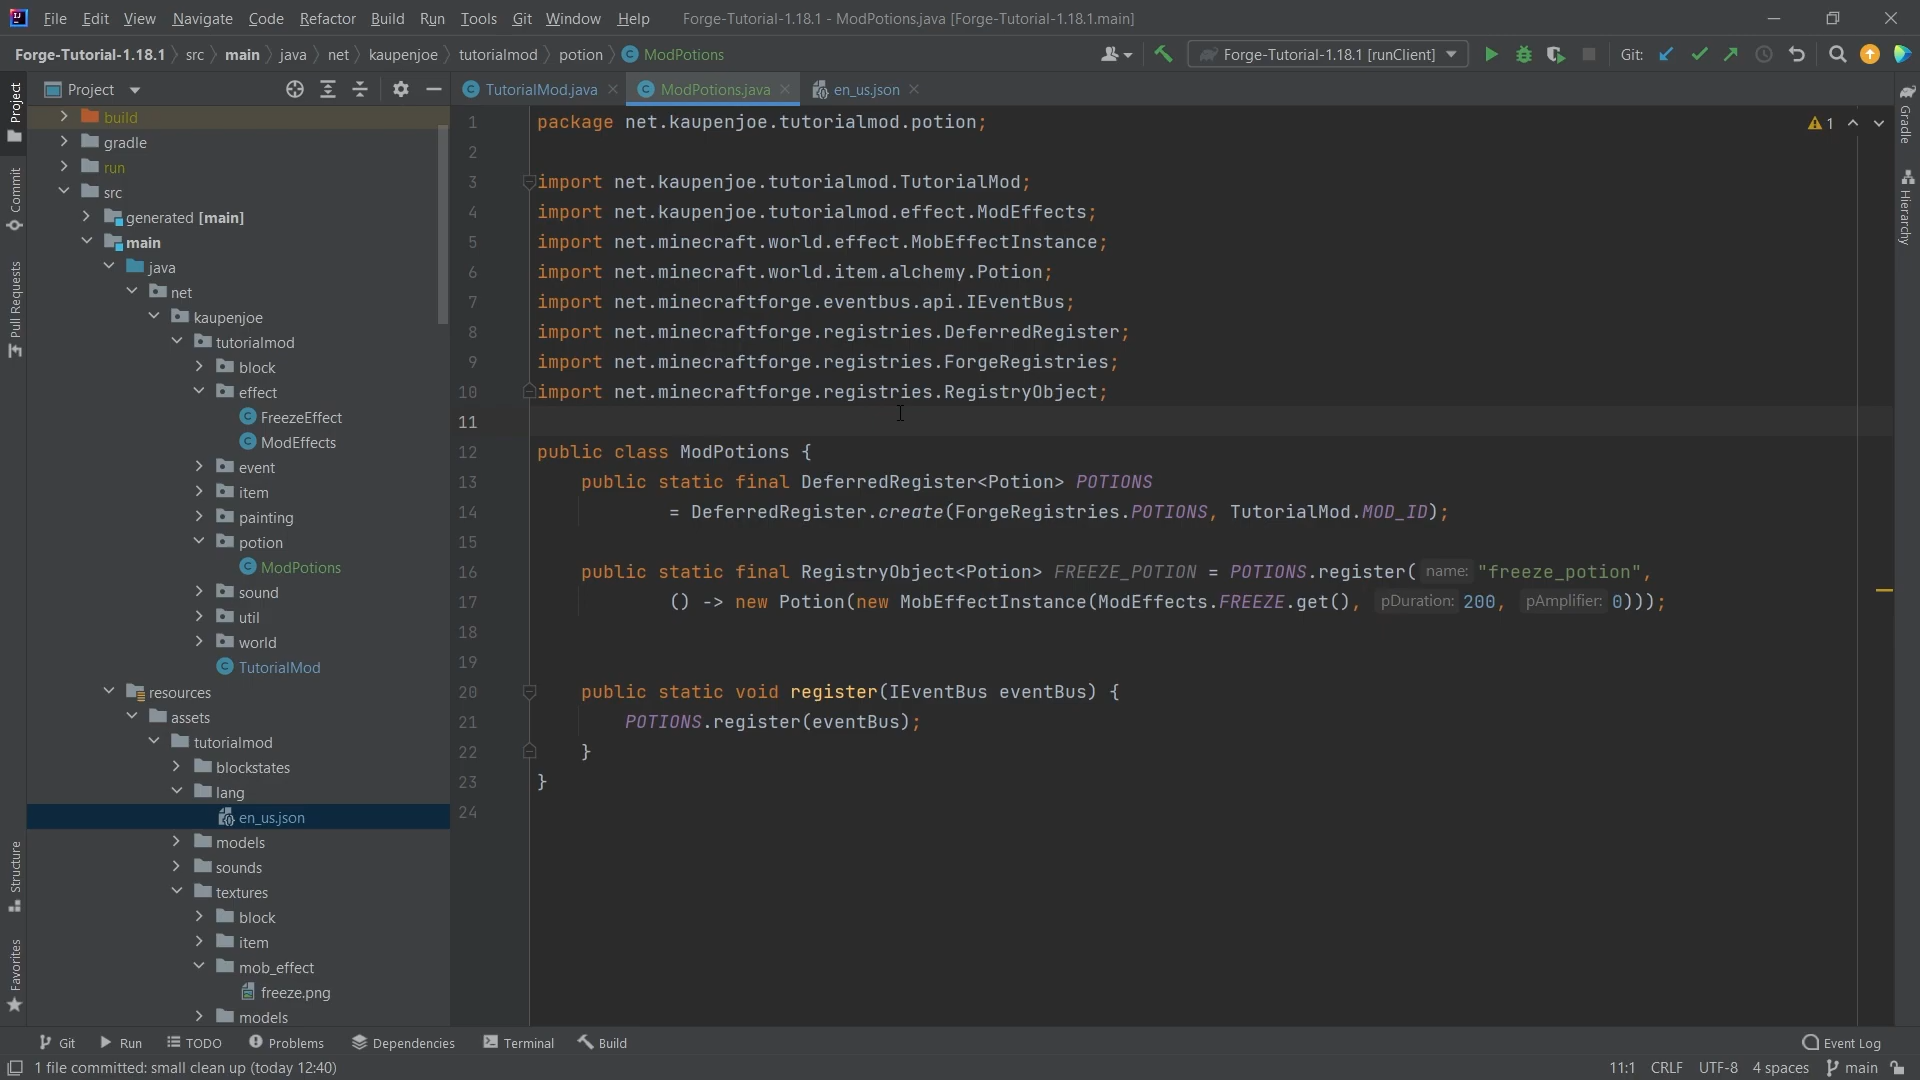 File Edit View Navigate Code Refactor Build Run Tools Git Window Help Forge-Tutorial-1.18.1 - ModPotions.java [Forge-Tutorial-1.18.1.main]
Forge-Tutorial-1.18.1 src main java net kaupenjoe tutorialmod potion ModPotions Forge-Tutorial-1.18.1 [runClient] Git:
Project
TutorialMod.java ModPotions.java en_us.json
Project
Commit
Pull Requests
Structure
Favorites
build
gradle
run
src
generated [main]
main
java
net
kaupenjoe
tutorialmod
block
effect
FreezeEffect
ModEffects
event
item
painting
potion
ModPotions
sound
util
world
TutorialMod
resources
assets
tutorialmod
blockstates
lang
en_us.json
models
sounds
textures
block
item
mob_effect
freeze.png
models
1 package net.kaupenjoe.tutorialmod.potion;
2
3 import net.kaupenjoe.tutorialmod.TutorialMod;
4 import net.kaupenjoe.tutorialmod.effect.ModEffects;
5 import net.minecraft.world.effect.MobEffectInstance;
6 import net.minecraft.world.item.alchemy.Potion;
7 import net.minecraftforge.eventbus.api.IEventBus;
8 import net.minecraftforge.registries.DeferredRegister;
9 import net.minecraftforge.registries.ForgeRegistries;
10 import net.minecraftforge.registries.RegistryObject;
11
12 public class ModPotions {
13 public static final DeferredRegister<Potion> POTIONS
14 = DeferredRegister.create(ForgeRegistries.POTIONS, TutorialMod.MOD_ID);
15
16 public static final RegistryObject<Potion> FREEZE_POTION = POTIONS.register( name: "freeze_potion",
17 () -> new Potion(new MobEffectInstance(ModEffects.FREEZE.get(), pDuration: 200, pAmplifier: 0)));
18
19
20 public static void register(IEventBus eventBus) {
21 POTIONS.register(eventBus);
22 }
23 }
24
1
Gradle
Hierarchy
Git Run TODO Problems Dependencies Terminal Build Event Log
1 file committed: small clean up (today 12:40) 11:1 CRLF UTF-8 4 spaces main